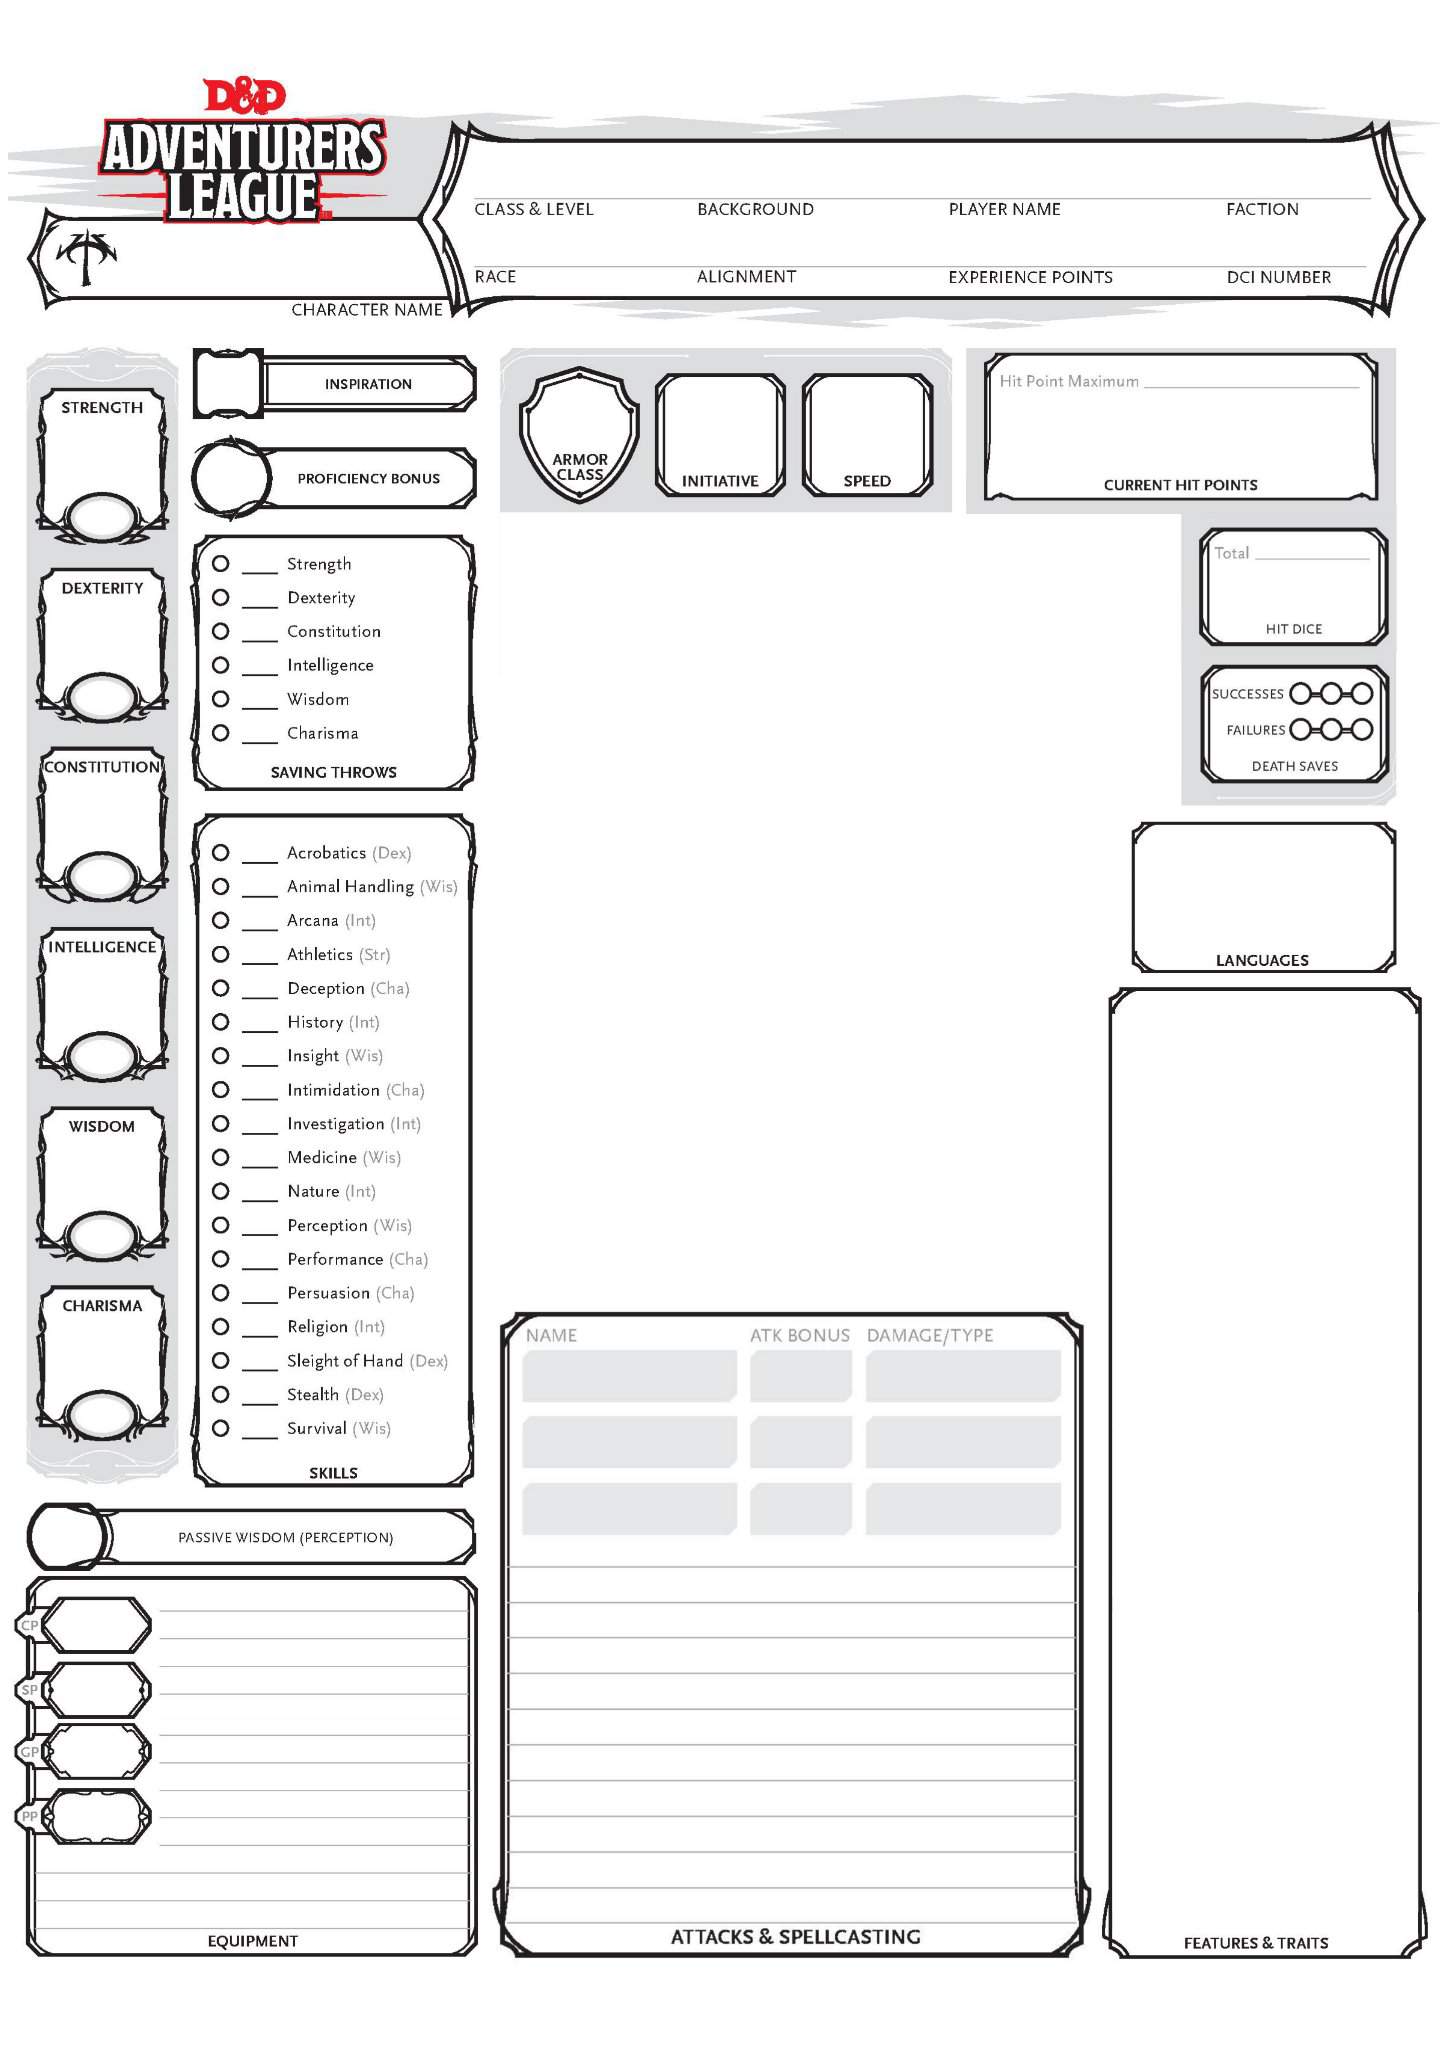 D&D
ADVENTURERS
LEAGUE
CLASS & LEVEL BACKGROUND PLAYER NAME FACTION
RACE ALIGNMENT EXPERIENCE POINTS DCI NUMBER
CHARACTER NAME
STRENGTH
DEXTERITY
CONSTITUTION
INTELLIGENCE
WISDOM
CHARISMA
INSPIRATION
PROFICIENCY BONUS
Strength
Dexterity
Constitution
Intelligence
Wisdom
Charisma
SAVING THROWS
Acrobatics (Dex)
Animal Handling (Wis)
Arcana (Int)
Athletics (Str)
Deception (Cha)
History (Int)
Insight (Wis)
Intimidation (Cha)
Investigation (Int)
Medicine (Wis)
Nature (Int)
Perception (Wis)
Performance (Cha)
Persuasion (Cha)
Religion (Int)
Sleight of Hand (Dex)
Stealth (Dex)
Survival (Wis)
SKILLS
PASSIVE WISDOM (PERCEPTION)
CP
SP
GP
PP
EQUIPMENT
ARMOR
CLASS
INITIATIVE
SPEED
Hit Point Maximum
CURRENT HIT POINTS
Total
HIT DICE
SUCCESSES
FAILURES
DEATH SAVES
LANGUAGES
NAME ATK BONUS DAMAGE/TYPE
ATTACKS & SPELLCASTING
FEATURES & TRAITS